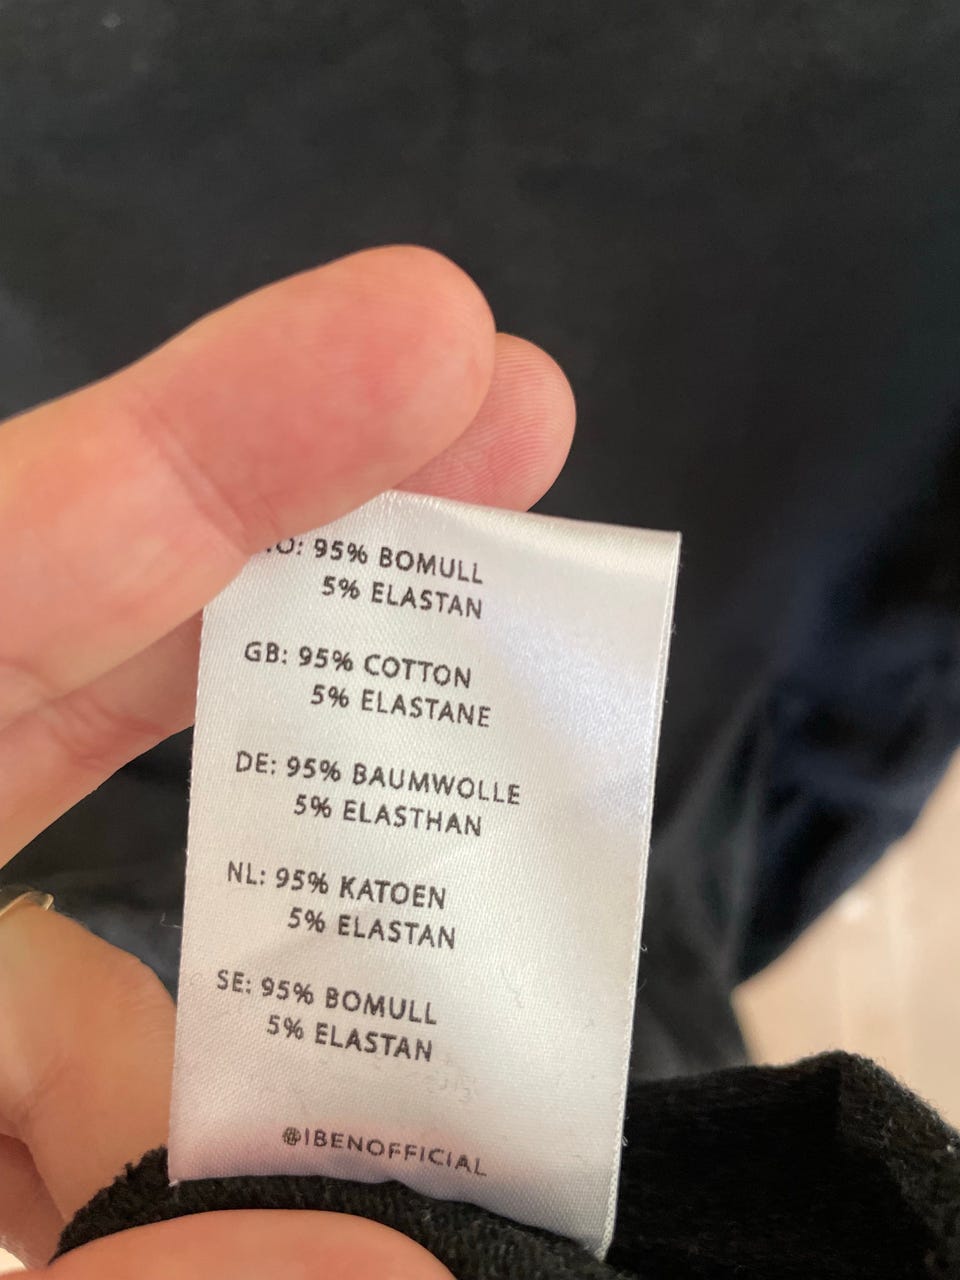 95% BOMULL
5% ELASTAN
GB: 95% COTTON
5% ELASTANE
DE: 95% BAUMWOLLE
5% ELASTHAN
NL: 95% KATOEN
5% ELASTAN
SE: 95% BOMULL
5% ELASTAN
@IBENOFFICIAL